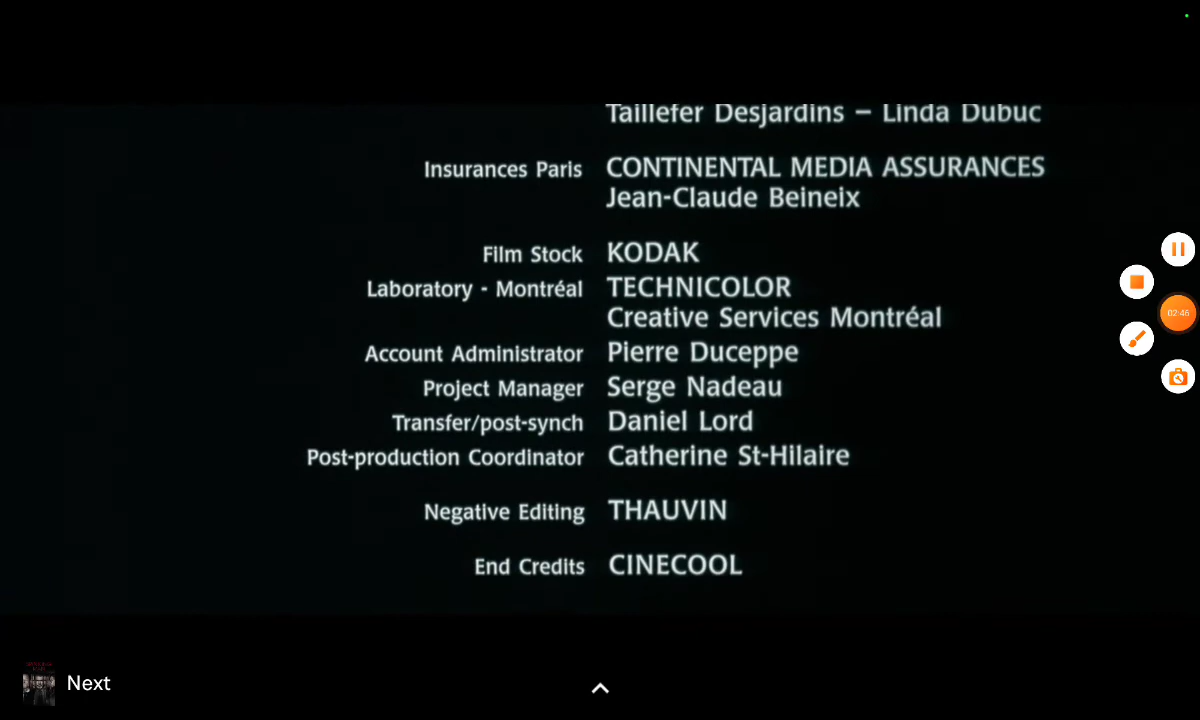 Taillefer Desjardins – Linda Dubuc
Insurances Paris CONTINENTAL MEDIA ASSURANCES
Jean-Claude Beineix
Film Stock KODAK
Laboratory - Montréal TECHNICOLOR
Creative Services Montréal
Account Administrator Pierre Duceppe
Project Manager Serge Nadeau
Transfer/post-synch Daniel Lord
Post-production Coordinator Catherine St-Hilaire
Negative Editing THAUVIN
End Credits CINECOOL
02:46
Next